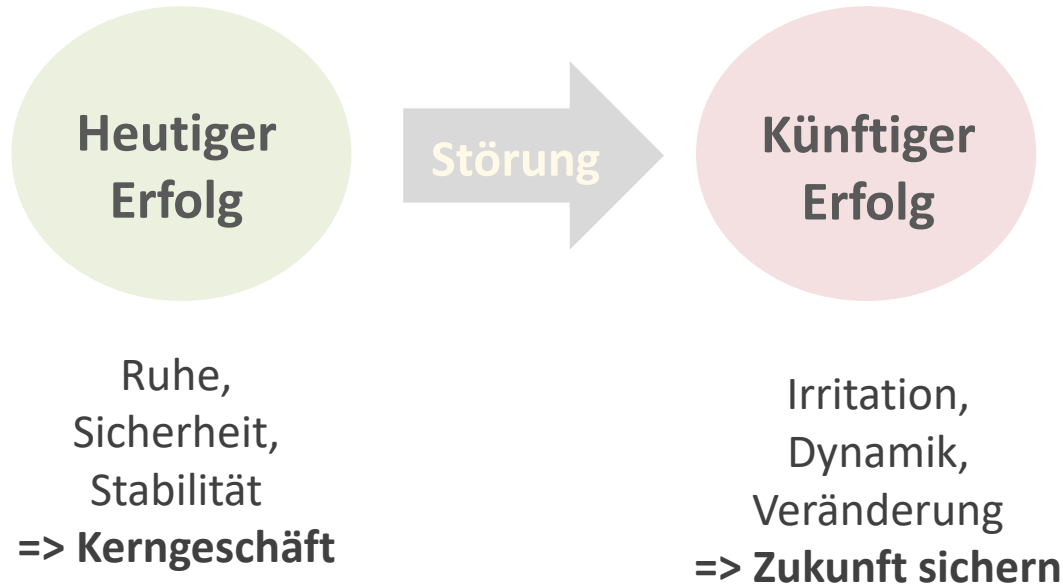 Heutiger
Erfolg
Störung
Künftiger
Erfolg
Ruhe,
Sicherheit,
Stabilität
=> Kerngeschäft
Irritation,
Dynamik,
Veränderung
=> Zukunft sichern